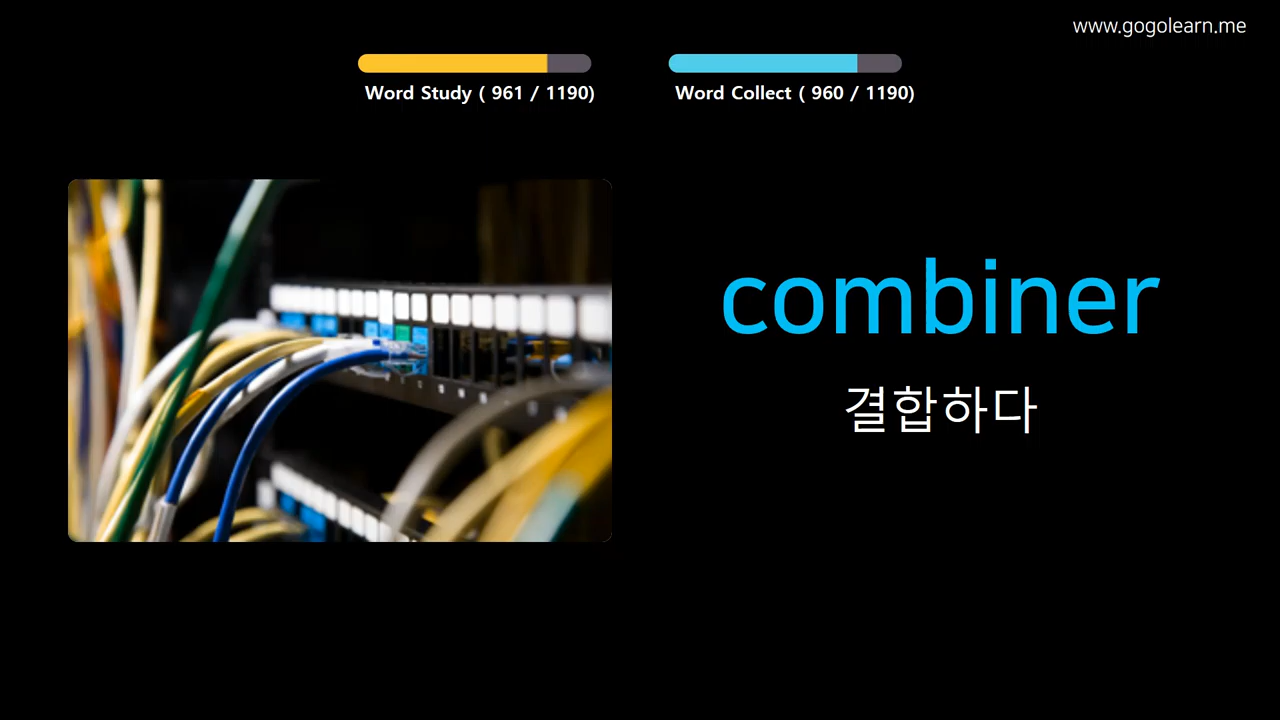 www.gogolearn.me
Word Study ( 961 / 1190)
Word Collect ( 960 / 1190)
combiner
결합하다